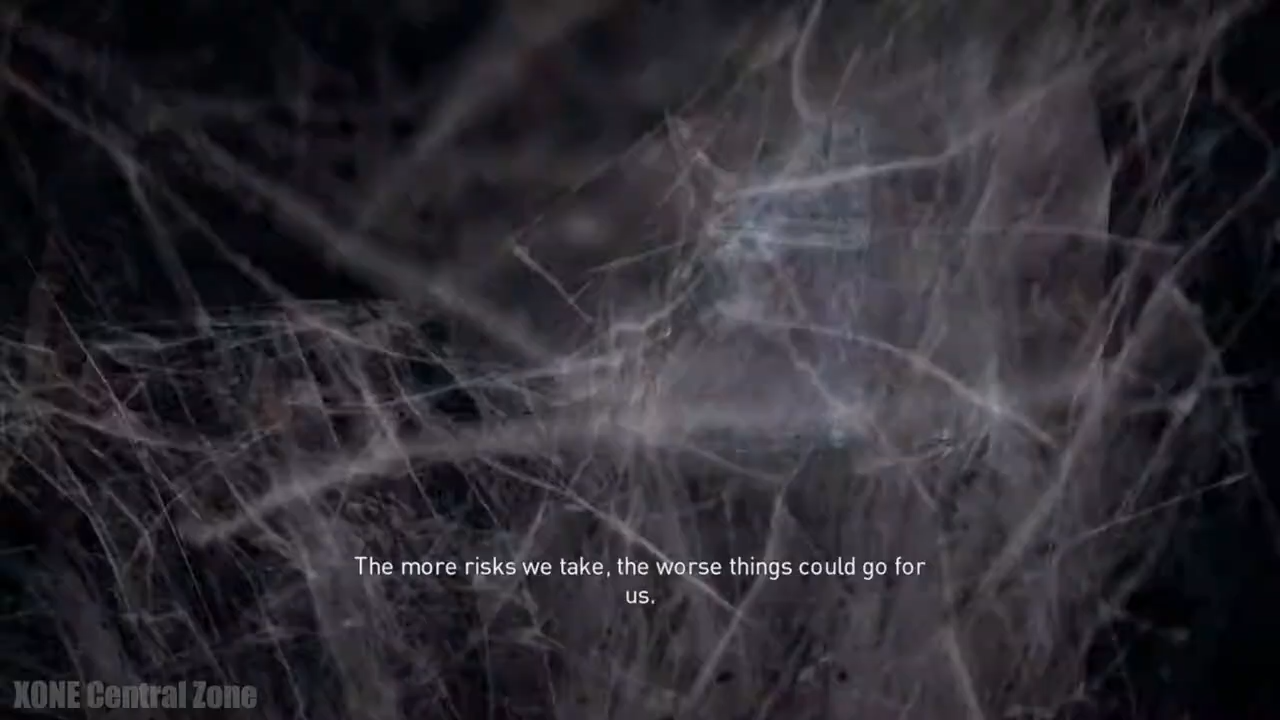 The more risks we take, the worse things could go for
us.
XONE Central Zone